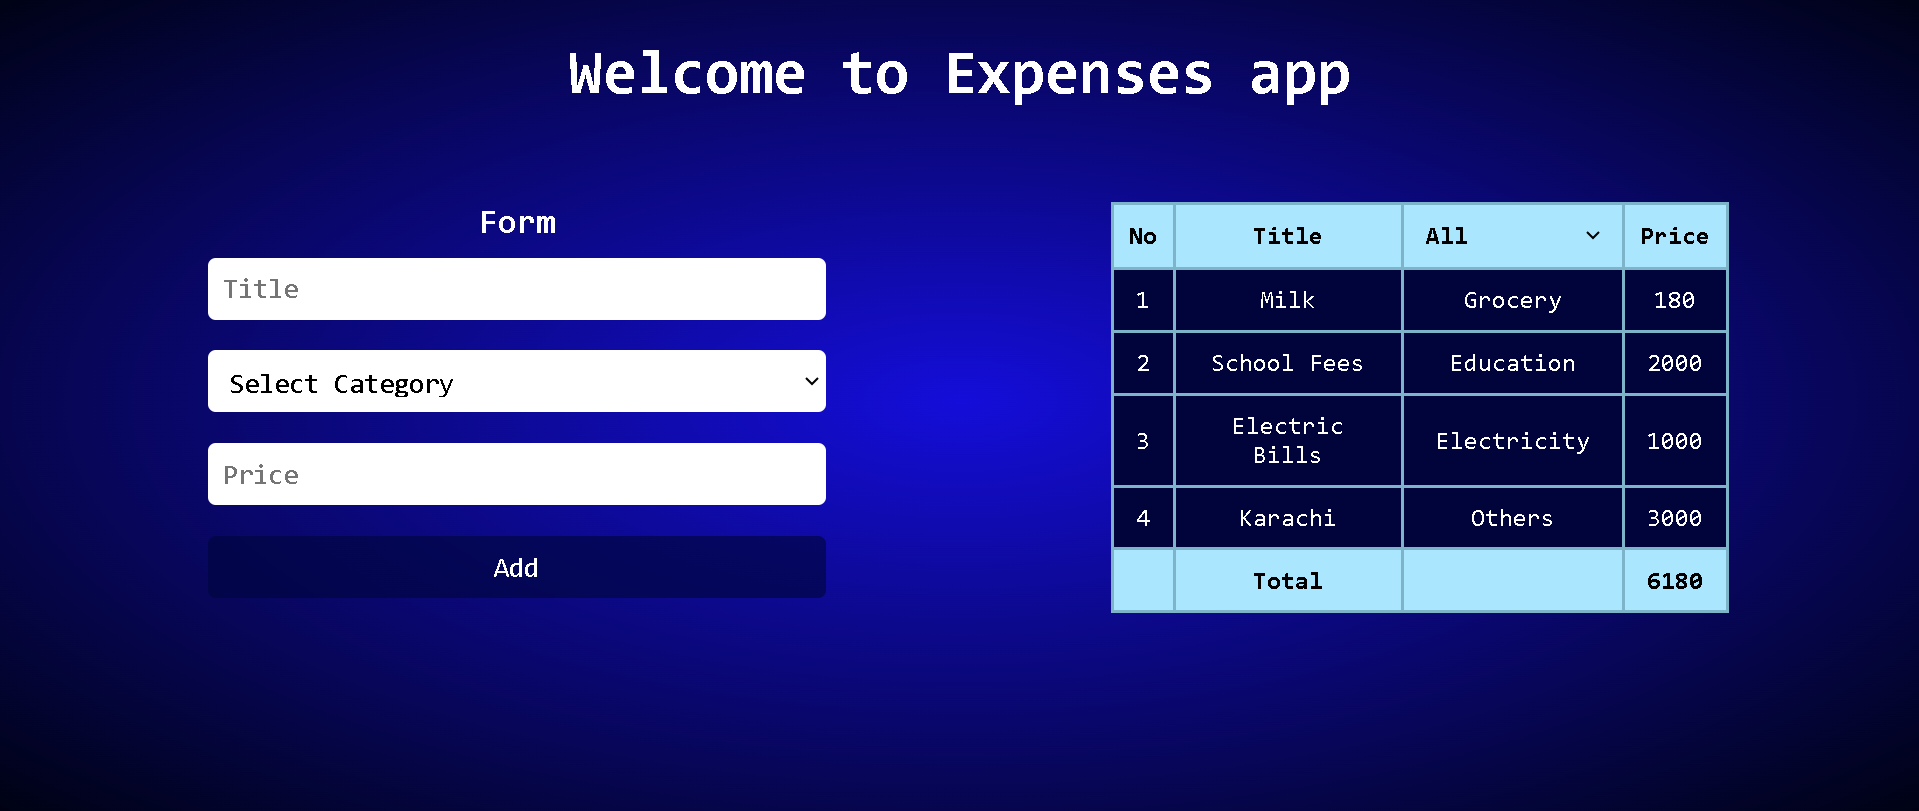 Welcome to Expenses app
Form
Title
Select Category
Price
Add
No Title All Price
1 Milk Grocery 180
2 School Fees Education 2000
3 Electric Bills Electricity 1000
4 Karachi Others 3000
Total 6180